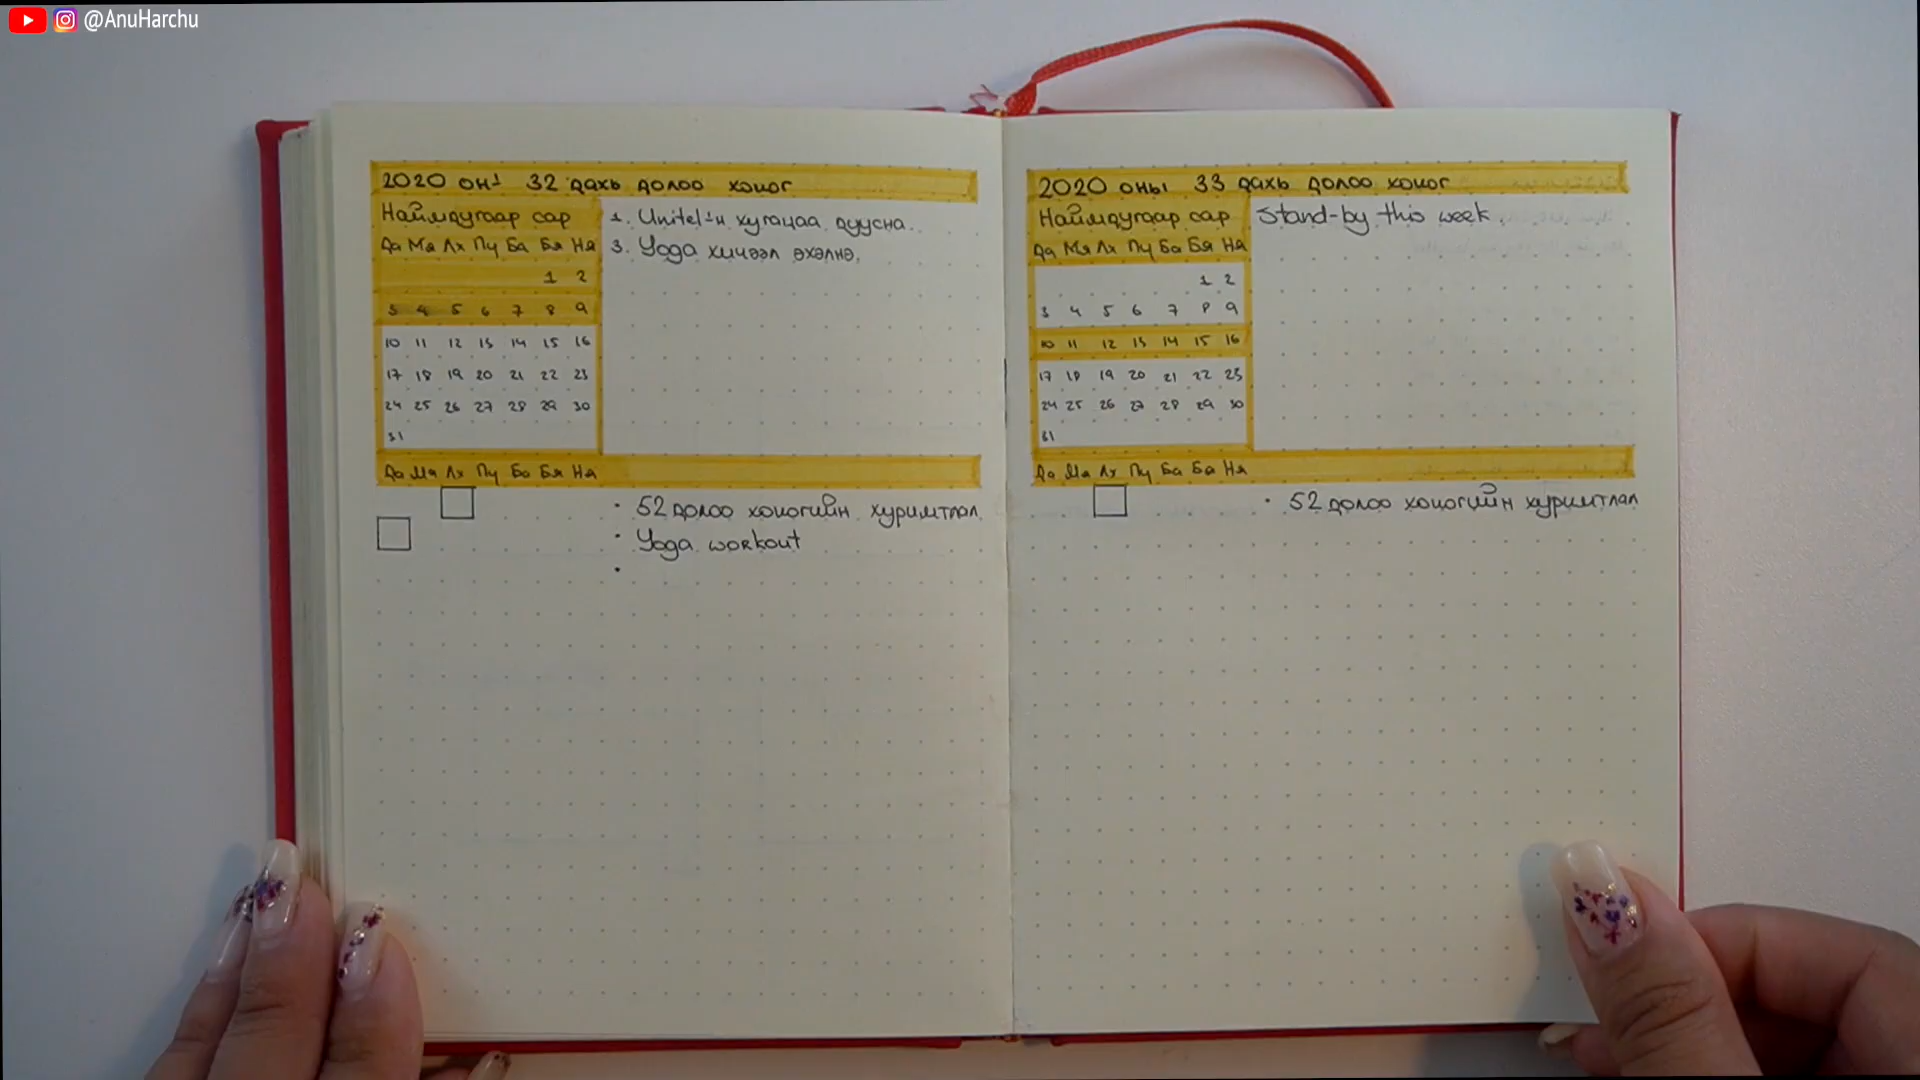 @AnuHarchu
2020 он 32 дахь долоо хоног
Наймдугаар сар
Да Мя Лх Пү Ба Бя Ня
1 2
3 4 5 6 7 8 9
10 11 12 13 14 15 16
17 18 19 20 21 22 23
24 25 26 27 28 29 30
31
1. Unitel-н хугацаа дуусна.
3. Yoga хичээл эхэлнэ.
Да Мя Лх Пү Ба Бя Ня
• 52 долоо хоногийн хуримтлал
• Yoga workout
•
2020 оны 33 дахь долоо хоног
Наймдугаар сар
Да Мя Лх Пү Ба Бя Ня
1 2
3 4 5 6 7 8 9
10 11 12 13 14 15 16
17 18 19 20 21 22 23
24 25 26 27 28 29 30
31
Stand-by this week.
Да Мя Лх Пү Ба Бя Ня
• 52 долоо хоногийн хуримтлал